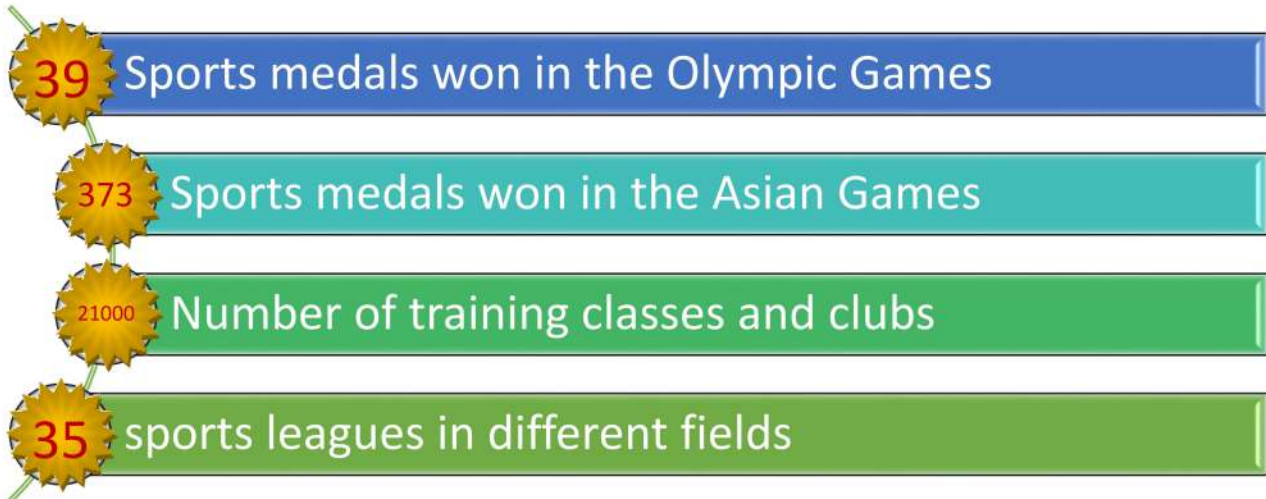 39 Sports medals won in the Olympic Games
373 Sports medals won in the Asian Games
21000 Number of training classes and clubs
35 sports leagues in different fields